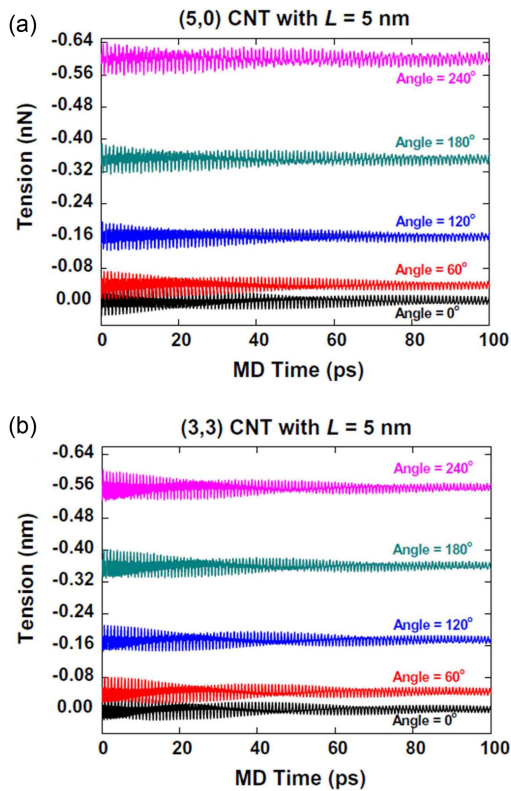 (a)
(5,0) CNT with L = 5 nm
-0.64
-0.56
-0.48
-0.40
-0.32
-0.24
-0.16
-0.08
0.00
Tension (nN)
Angle = 240°
Angle = 180°
Angle = 120°
Angle = 60°
Angle = 0°
0 20 40 60 80 100
MD Time (ps)
(b)
(3,3) CNT with L = 5 nm
-0.64
-0.56
-0.48
-0.40
-0.32
-0.24
-0.16
-0.08
0.00
Tension (nm)
Angle = 240°
Angle = 180°
Angle = 120°
Angle = 60°
Angle = 0°
0 20 40 60 80 100
MD Time (ps)